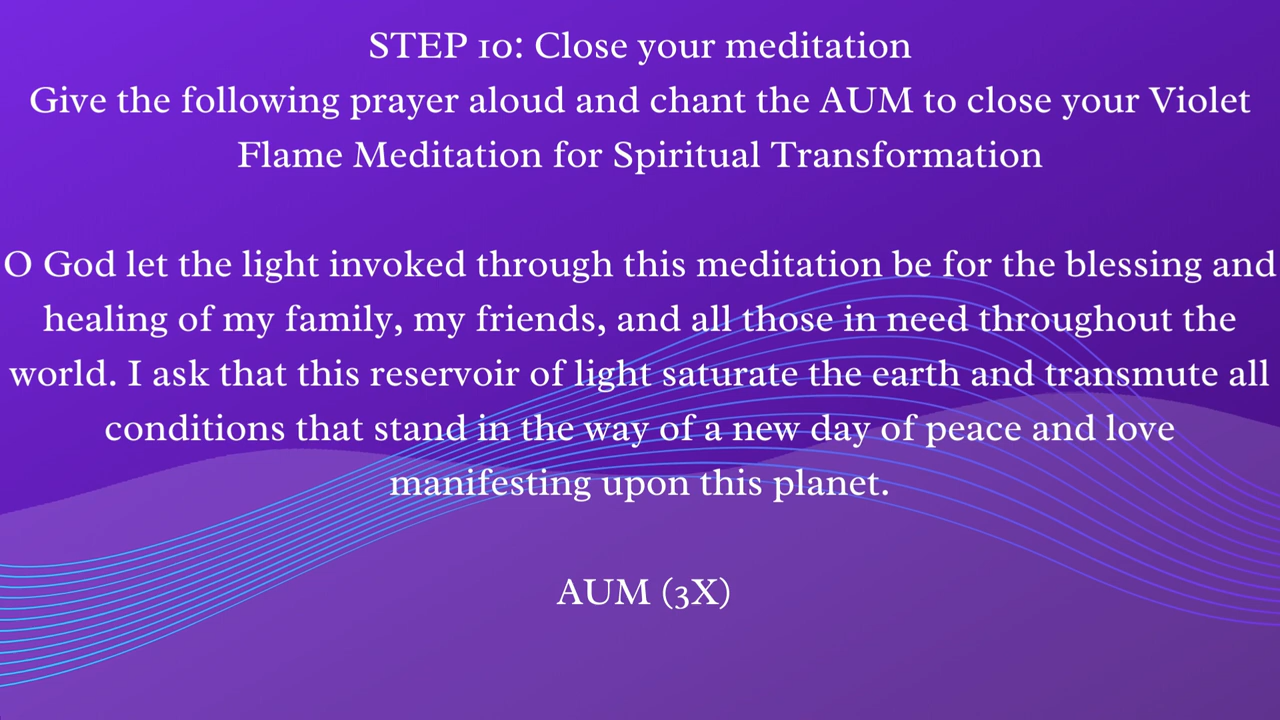 STEP 10: Close your meditation
Give the following prayer aloud and chant the AUM to close your Violet
Flame Meditation for Spiritual Transformation
O God let the light invoked through this meditation be for the blessing and
healing of my family, my friends, and all those in need throughout the
world. I ask that this reservoir of light saturate the earth and transmute all
conditions that stand in the way of a new day of peace and love
manifesting upon this planet.
AUM (3X)